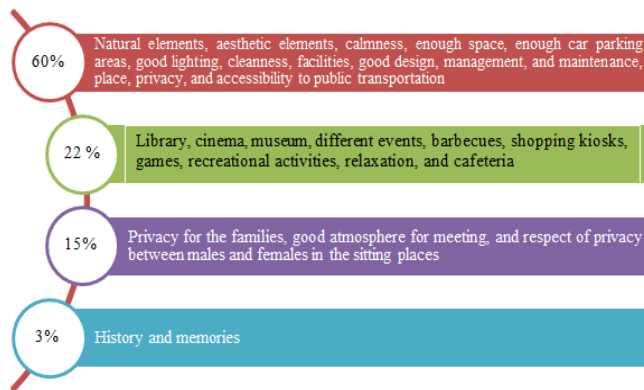 60%
Natural elements, aesthetic elements, calmness, enough space, enough car parking
areas, good lighting, cleanness, facilities, good design, management, and maintenance,
place, privacy, and accessibility to public transportation
22 %
Library, cinema, museum, different events, barbecues, shopping kiosks,
games, recreational activities, relaxation, and cafeteria
15%
Privacy for the families, good atmosphere for meeting, and respect of privacy
between males and females in the sitting places
3%
History and memories